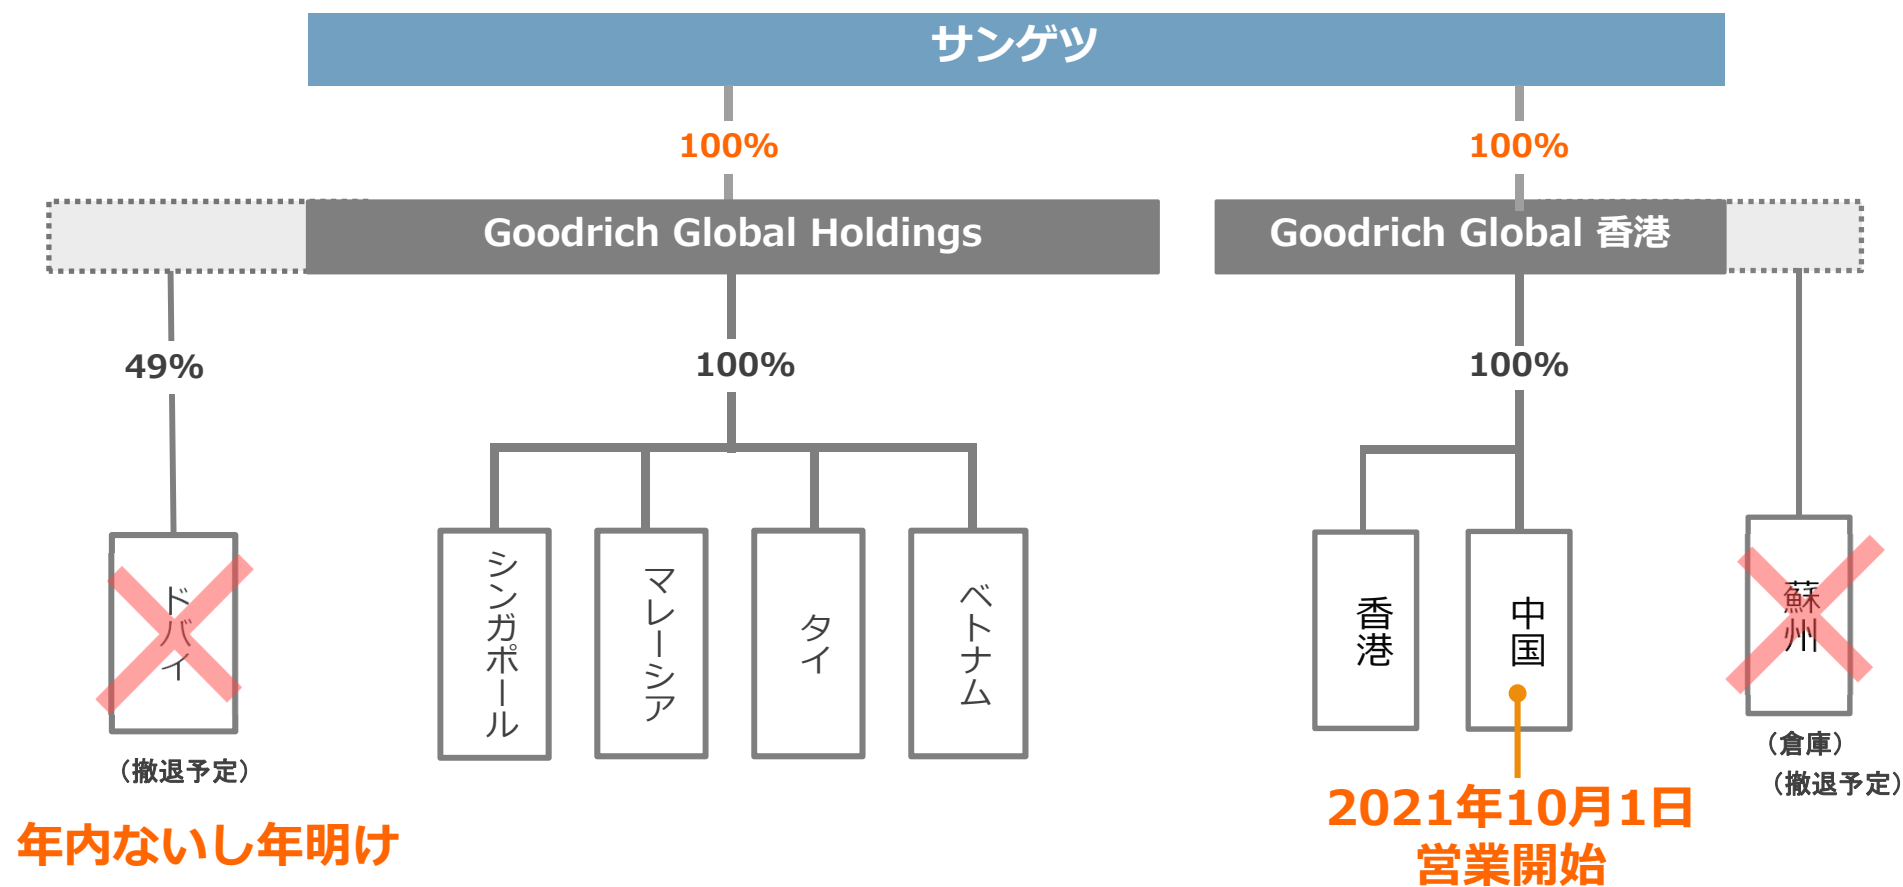 サンゲツ
100%
100%
Goodrich Global Holdings
Goodrich Global 香港
49%
100%
100%
ドバイ
シンガポール
マレーシア
タイ
ベトナム
香港
中国
蘇州
（撤退予定）
（倉庫）
（撤退予定）
年内ないし年明け
2021年10月1日
営業開始